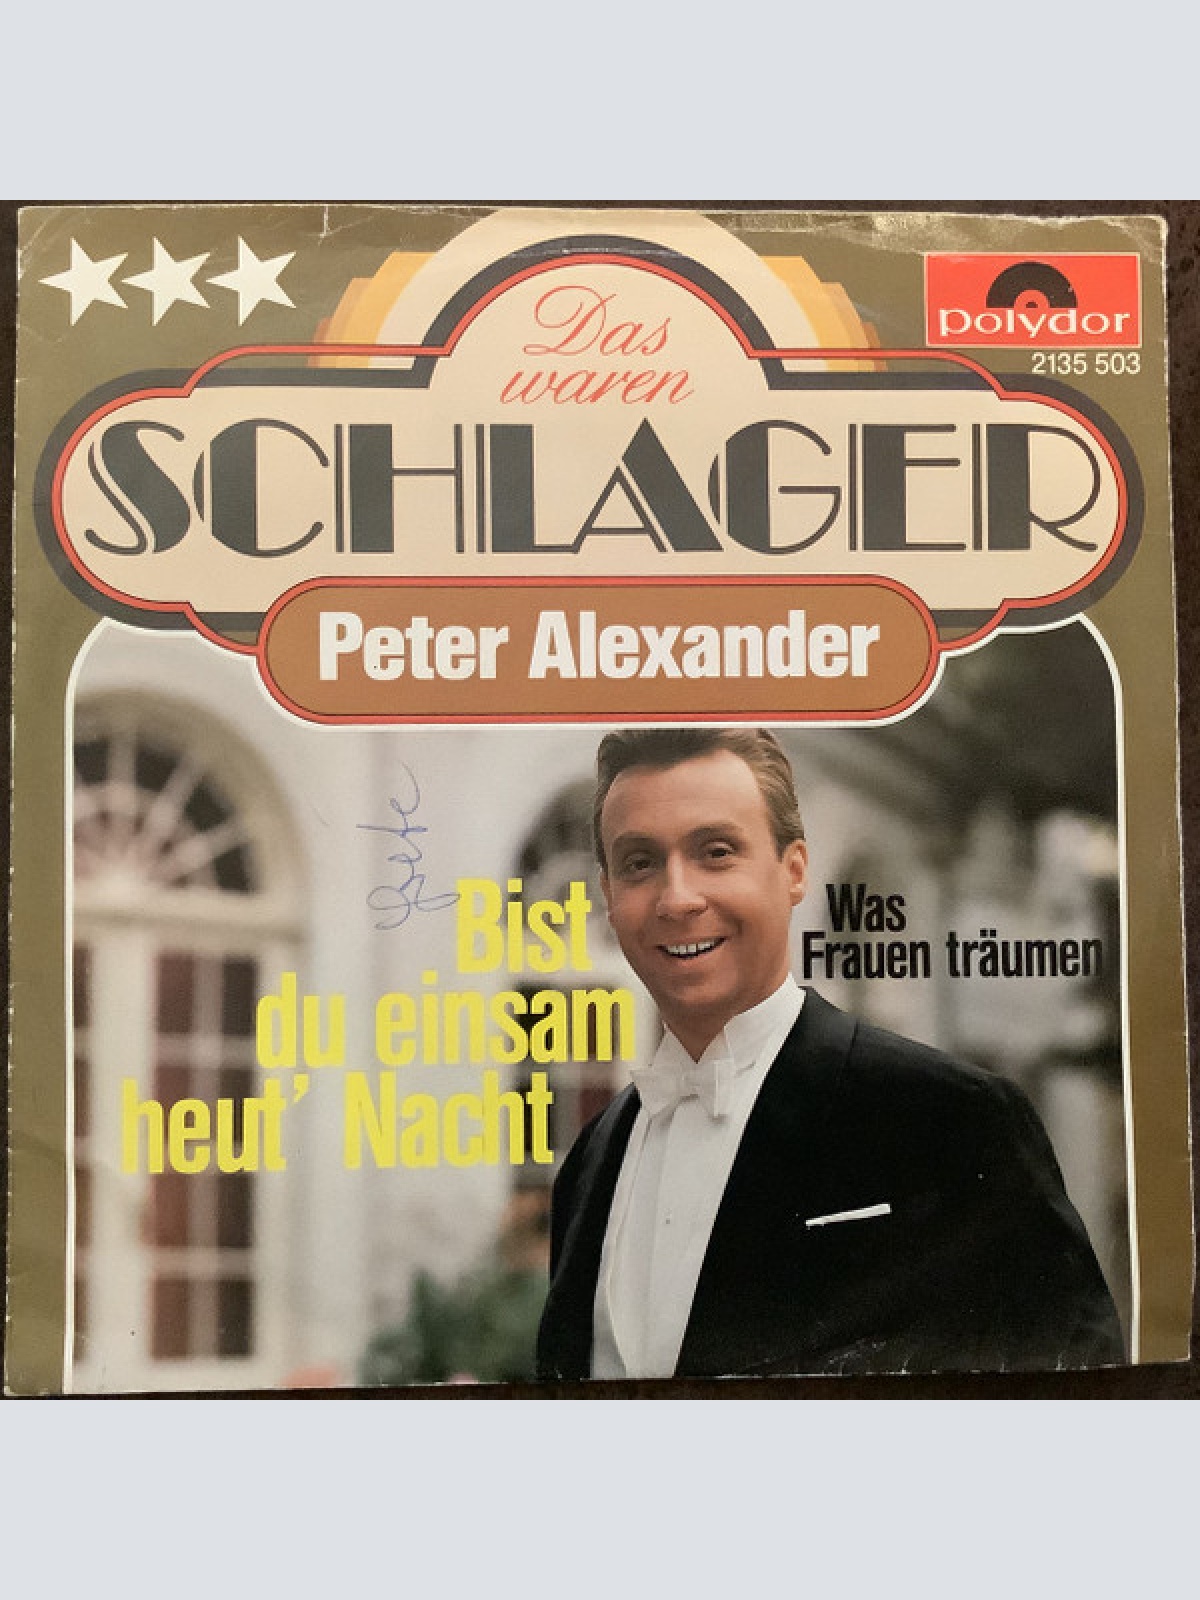 Das
waren
polydor
2135 503
SCHLAGER
Peter Alexander
Bist
du einsam
heut' Nacht
Was
Frauen träumen